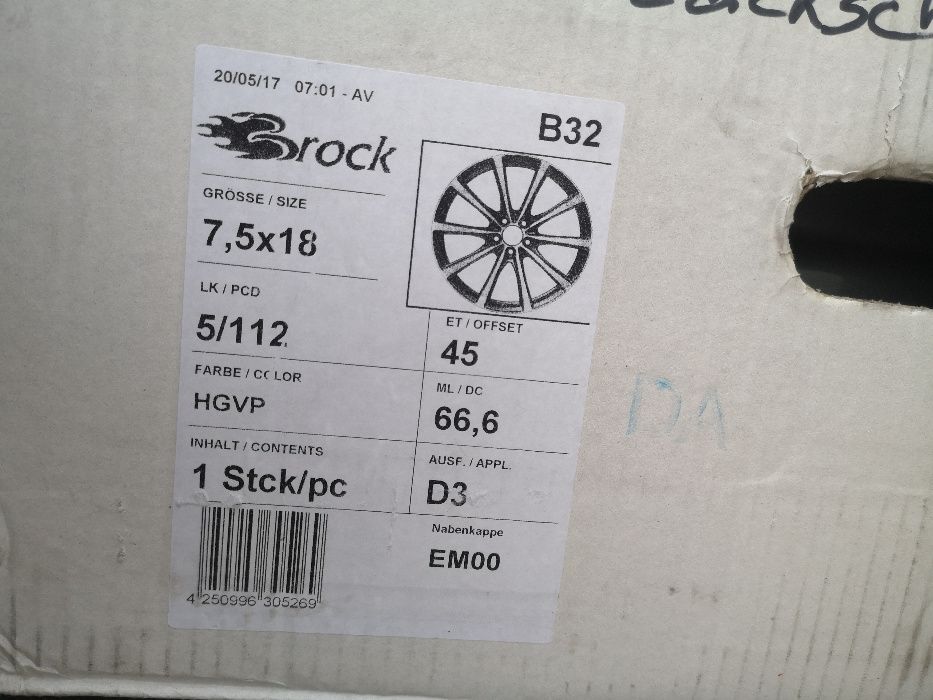 20/05/17 07:01 - AV
B32
Brock
GRÖSSE / SIZE
7,5x18
LK / PCD
5/112
ET / OFFSET
45
FARBE / COLOR
HGVP
ML / DC
66,6
INHALT / CONTENTS
1 Stck/pc
AUSF. / APPL.
D3
Nabenkappe
EM00
4 250996 305269
DA